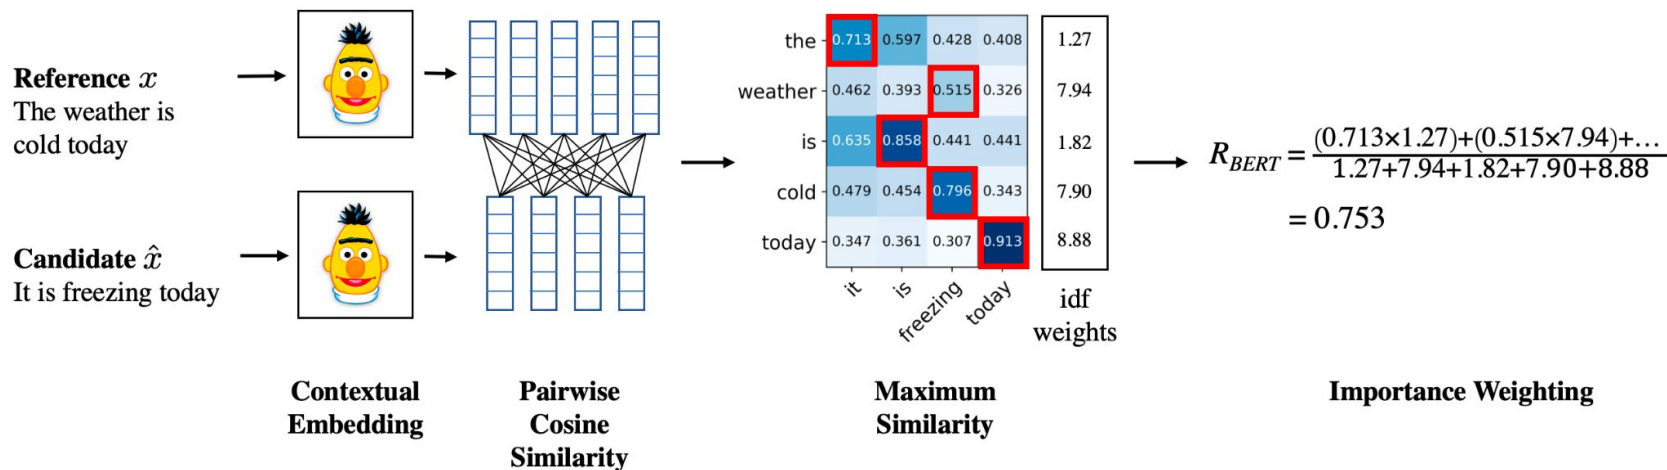 Reference x
The weather is
cold today
Candidate x̂
It is freezing today
Contextual
Embedding
Pairwise
Cosine
Similarity
the 0.713 0.597 0.428 0.408 1.27
weather 0.462 0.393 0.515 0.326 7.94
is 0.635 0.858 0.441 0.441 1.82
cold 0.479 0.454 0.796 0.343 7.90
today 0.347 0.361 0.307 0.913 8.88
it is freezing today
idf
weights
Maximum
Similarity
(0.713×1.27)+(0.515×7.94)+...
R_BERT =
1.27+7.94+1.82+7.90+8.88
= 0.753
Importance Weighting